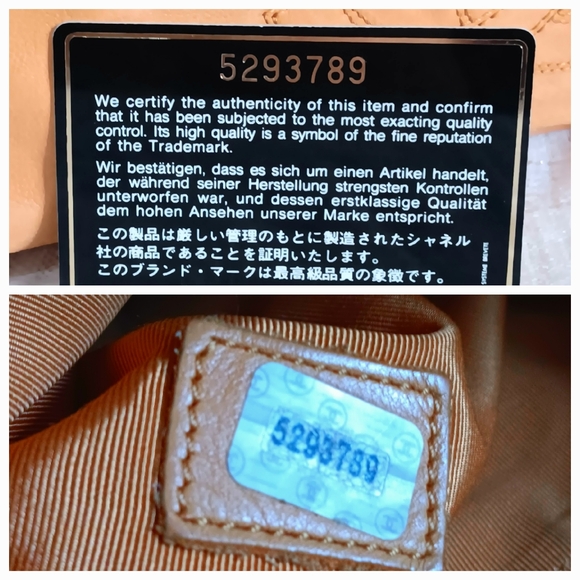 5293789
We certify the authenticity of this item and confirm
that it has been subjected to the most exacting quality
control. Its high quality is a symbol of the fine reputation
of the Trademark.
Wir bestätigen, dass es sich um einen Artikel handelt,
der während seiner Herstellung strengsten Kontrollen
unterworfen war, und dessen erstklassige Qualität
dem hohen Ansehen unserer Marke entspricht.
この製品は厳しい管理のもとに製造されたシャネル
社の商品であることを証明いたします。
このブランド・マークは最高級品質の象徴です。
SYSTEME BREVETE
5293789